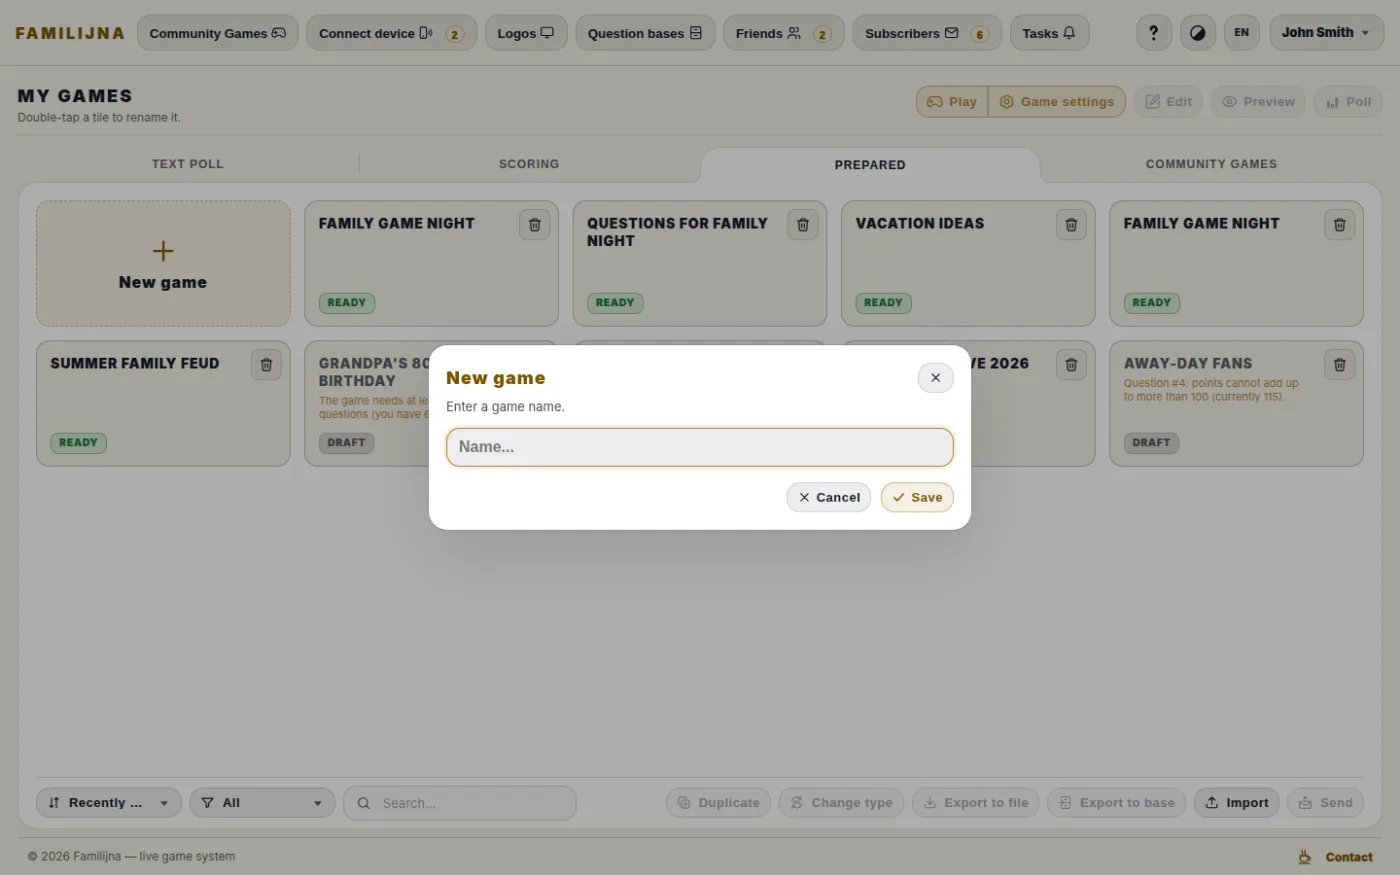 FAMILIJNA
Community Games
Connect device 2
Logos
Question bases
Friends 2
Subscribers 6
Tasks
?
EN
John Smith
MY GAMES
Double-tap a tile to rename it.
Play
Game settings
Edit
Preview
Poll
TEXT POLL
SCORING
PREPARED
COMMUNITY GAMES
New game
FAMILY GAME NIGHT
READY
QUESTIONS FOR FAMILY
NIGHT
READY
VACATION IDEAS
READY
FAMILY GAME NIGHT
READY
SUMMER FAMILY FEUD
READY
GRANDPA'S 80
BIRTHDAY
The game needs at le
questions (you have 6
DRAFT
VE 2026
AWAY-DAY FANS
Question #4: points cannot add up
to more than 100 (currently 115).
DRAFT
New game
Enter a game name.
Name...
Cancel
Save
Recently ...
All
Search...
Duplicate
Change type
Export to file
Export to base
Import
Send
© 2026 Familijna — live game system
Contact